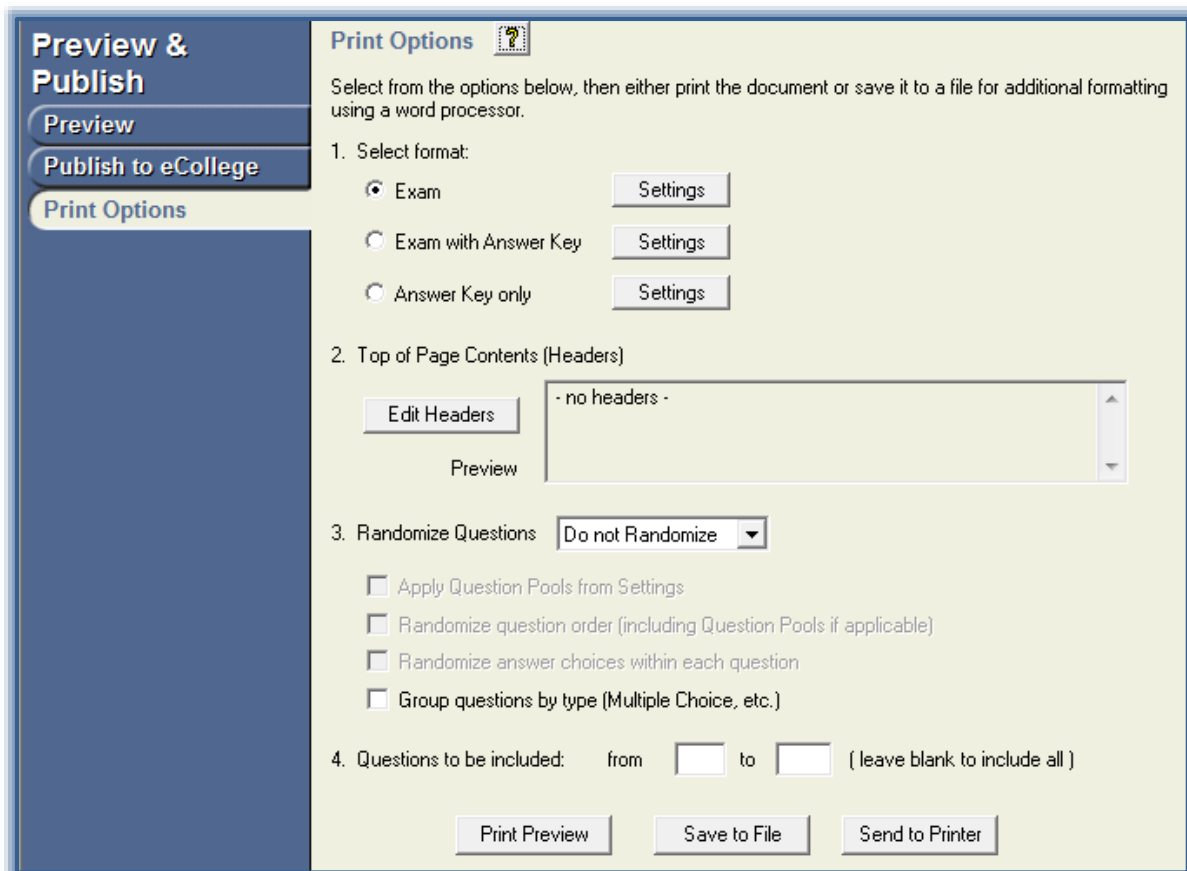 Preview &
Publish
Preview
Publish to eCollege
Print Options
Print Options ?
Select from the options below, then either print the document or save it to a file for additional formatting
using a word processor.
1. Select format:
Exam Settings
Exam with Answer Key Settings
Answer Key only Settings
2. Top of Page Contents (Headers)
Edit Headers
- no headers -
Preview
3. Randomize Questions Do not Randomize
Apply Question Pools from Settings
Randomize question order (including Question Pools if applicable)
Randomize answer choices within each question
Group questions by type (Multiple Choice, etc.)
4. Questions to be included: from to ( leave blank to include all )
Print Preview Save to File Send to Printer